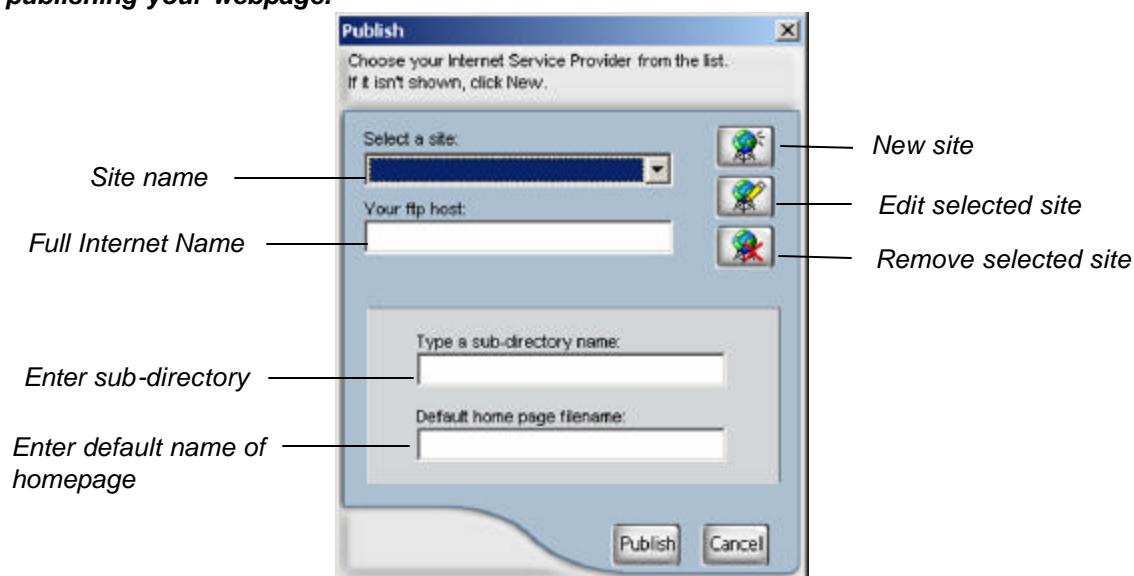 publishing your webpage.
Publish
Choose your Internet Service Provider from the list.
If it isn't shown, click New.
Select a site:
New site
Site name
Edit selected site
Your ftp host:
Full Internet Name
Remove selected site
Type a sub-directory name:
Enter sub-directory
Default home page filename:
Enter default name of
homepage
Publish
Cancel